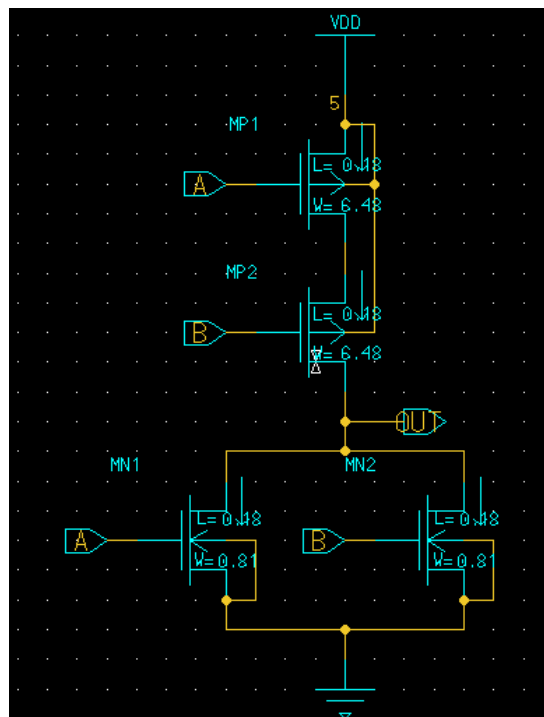 VDD
5
MP1
L= 0.18
A
W= 6.48
MP2
L= 0.18
B
W= 6.48
OUT
MN1
MN2
L= 0.18
L= 0.18
A
B
W= 0.81
W= 0.81